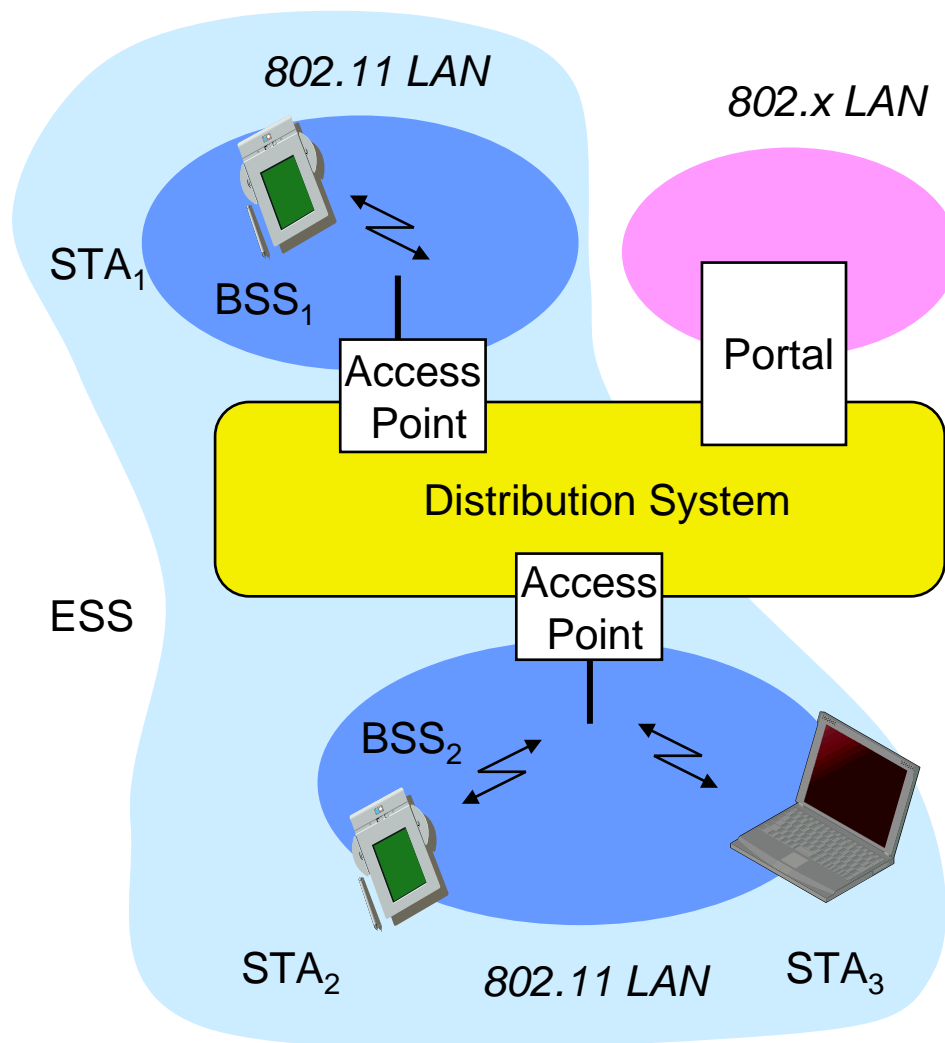 802.11 LAN
802.x LAN
STA₁
BSS₁
Access
Point
Portal
Distribution System
Access
Point
ESS
BSS₂
STA₂
802.11 LAN
STA₃